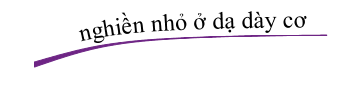 nghiền nhỏ ở dạ dày cơ